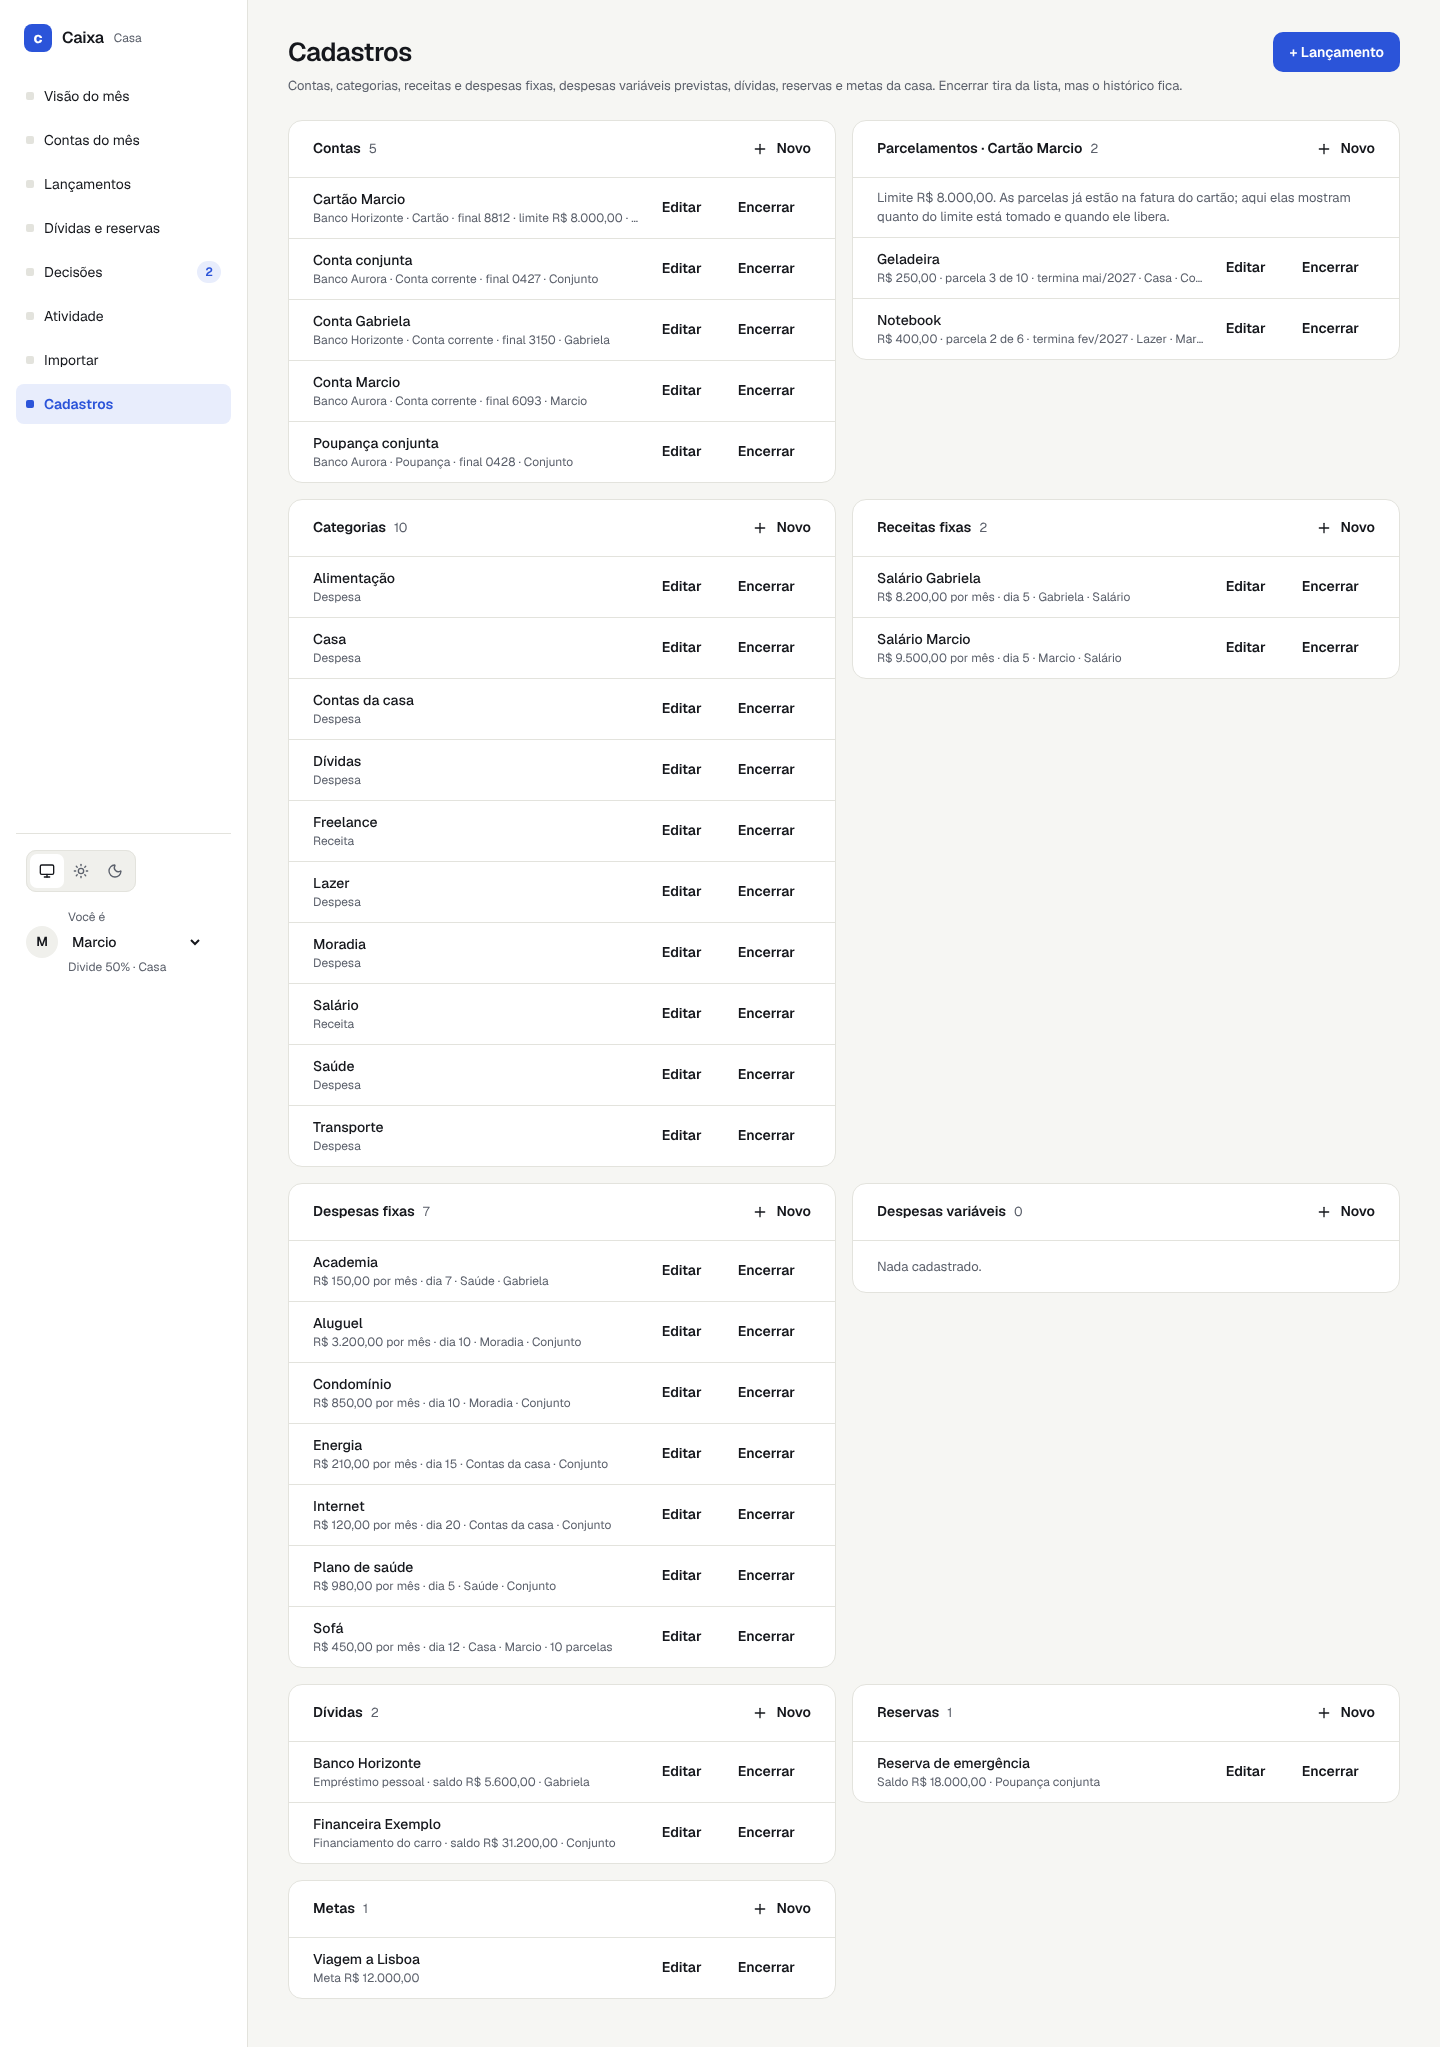 c Caixa Casa
Visão do mês
Contas do mês
Lançamentos
Dívidas e reservas
Decisões 2
Atividade
Importar
Cadastros
Você é
M Marcio
Divide 50% · Casa
Cadastros
+ Lançamento
Contas, categorias, receitas e despesas fixas, despesas variáveis previstas, dívidas, reservas e metas da casa. Encerrar tira da lista, mas o histórico fica.
Contas 5 + Novo
Cartão Marcio Editar Encerrar
Banco Horizonte · Cartão · final 8812 · limite R$ 8.000,00 · ...
Conta conjunta Editar Encerrar
Banco Aurora · Conta corrente · final 0427 · Conjunto
Conta Gabriela Editar Encerrar
Banco Horizonte · Conta corrente · final 3150 · Gabriela
Conta Marcio Editar Encerrar
Banco Aurora · Conta corrente · final 6093 · Marcio
Poupança conjunta Editar Encerrar
Banco Aurora · Poupança · final 0428 · Conjunto
Parcelamentos · Cartão Marcio 2 + Novo
Limite R$ 8.000,00. As parcelas já estão na fatura do cartão; aqui elas mostram
quanto do limite está tomado e quando ele libera.
Geladeira Editar Encerrar
R$ 250,00 · parcela 3 de 10 · termina mai/2027 · Casa · Co...
Notebook Editar Encerrar
R$ 400,00 · parcela 2 de 6 · termina fev/2027 · Lazer · Mar...
Categorias 10 + Novo
Alimentação Editar Encerrar
Despesa
Casa Editar Encerrar
Despesa
Contas da casa Editar Encerrar
Despesa
Dívidas Editar Encerrar
Despesa
Freelance Editar Encerrar
Receita
Lazer Editar Encerrar
Despesa
Moradia Editar Encerrar
Despesa
Salário Editar Encerrar
Receita
Saúde Editar Encerrar
Despesa
Transporte Editar Encerrar
Despesa
Receitas fixas 2 + Novo
Salário Gabriela Editar Encerrar
R$ 8.200,00 por mês · dia 5 · Gabriela · Salário
Salário Marcio Editar Encerrar
R$ 9.500,00 por mês · dia 5 · Marcio · Salário
Despesas fixas 7 + Novo
Academia Editar Encerrar
R$ 150,00 por mês · dia 7 · Saúde · Gabriela
Aluguel Editar Encerrar
R$ 3.200,00 por mês · dia 10 · Moradia · Conjunto
Condomínio Editar Encerrar
R$ 850,00 por mês · dia 10 · Moradia · Conjunto
Energia Editar Encerrar
R$ 210,00 por mês · dia 15 · Contas da casa · Conjunto
Internet Editar Encerrar
R$ 120,00 por mês · dia 20 · Contas da casa · Conjunto
Plano de saúde Editar Encerrar
R$ 980,00 por mês · dia 5 · Saúde · Conjunto
Sofá Editar Encerrar
R$ 450,00 por mês · dia 12 · Casa · Marcio · 10 parcelas
Despesas variáveis 0 + Novo
Nada cadastrado.
Dívidas 2 + Novo
Banco Horizonte Editar Encerrar
Empréstimo pessoal · saldo R$ 5.600,00 · Gabriela
Financeira Exemplo Editar Encerrar
Financiamento do carro · saldo R$ 31.200,00 · Conjunto
Reservas 1 + Novo
Reserva de emergência Editar Encerrar
Saldo R$ 18.000,00 · Poupança conjunta
Metas 1 + Novo
Viagem a Lisboa Editar Encerrar
Meta R$ 12.000,00